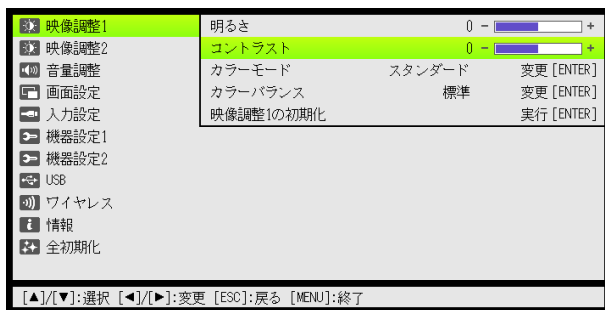 映像調整1
映像調整2
音量調整
画面設定
入力設定
機器設定1
機器設定2
USB
ワイヤレス
情報
全初期化
明るさ 0 - +
コントラスト 0 - +
カラーモード スタンダード 変更 [ENTER]
カラーバランス 標準 変更 [ENTER]
映像調整1の初期化 実行 [ENTER]
[▲]/[▼]:選択 [◀]/[▶]:変更 [ESC]:戻る [MENU]:終了